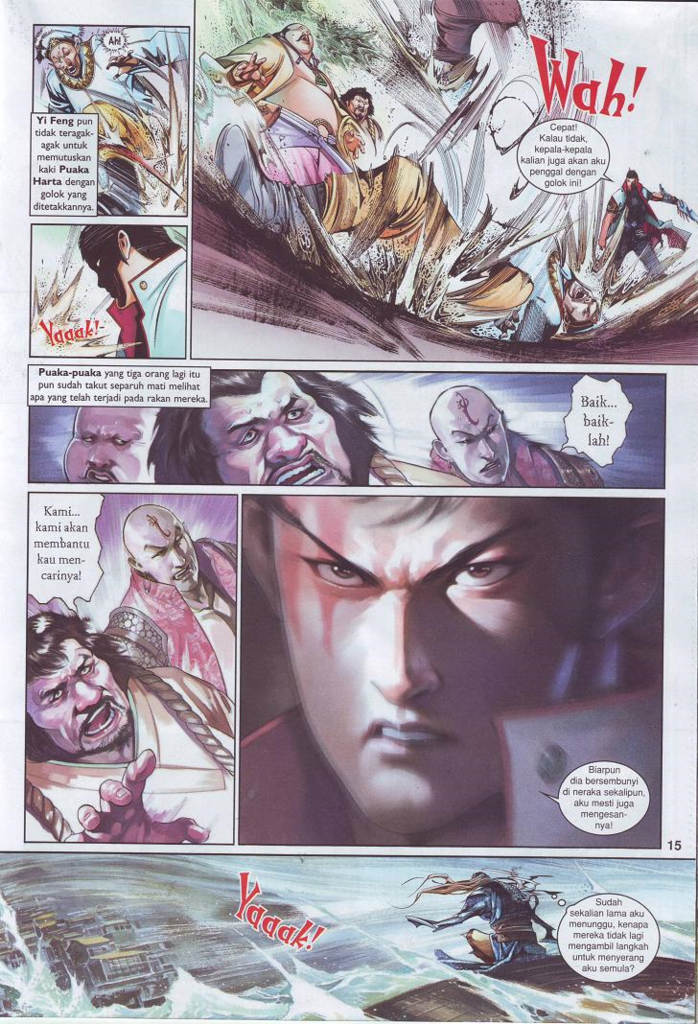 AH!
Yi Feng pun
tidak teragak-
agak untuk
memutuskan
kaki Puaka
Harta dengan
golok yang
ditetakkannya.
Wah!
Cepat!
Kalau tidak,
kepala-kepala
kalian juga akan aku
penggal dengan
golok ini!
Yaaak!
Puaka-puaka yang tiga orang lagi itu
pun sudah takut separuh mati melihat
apa yang telah terjadi pada rakan mereka.
Baik...
baik-
lah!
Kami...
kami akan
membantu
kau men-
carinya!
Biarpun
dia bersembunyi
di neraka sekalipun,
aku mesti juga
mengesan-
nya!
15
Yaaak!
Sudah
sekalian lama aku
menunggu, kenapa
mereka tidak lagi
mengambil langkah
untuk menyerang
aku semula?